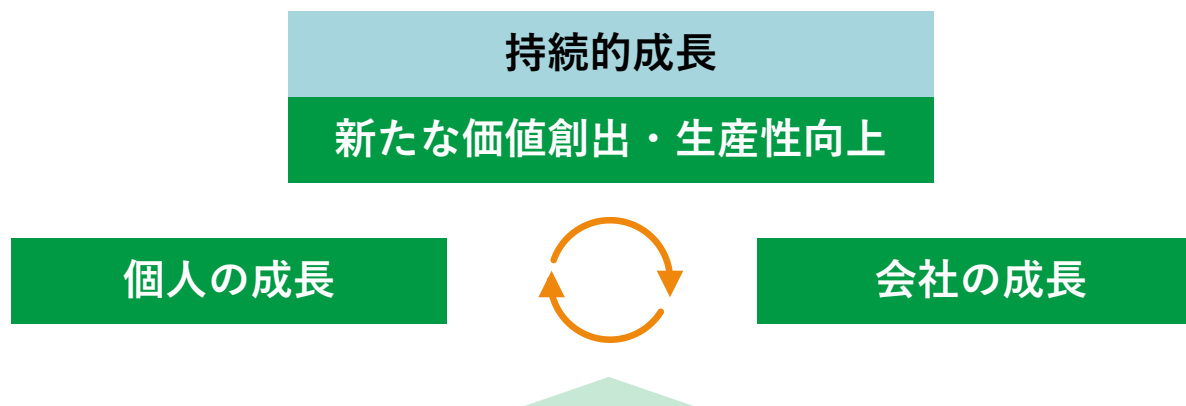 持続的成長
新たな価値創出・生産性向上
個人の成長
会社の成長